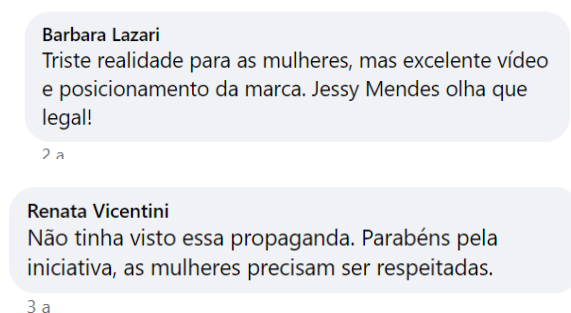 Barbara Lazari
Triste realidade para as mulheres, mas excelente vídeo
e posicionamento da marca. Jessy Mendes olha que
legal!
2 a
Renata Vicentini
Não tinha visto essa propaganda. Parabéns pela
iniciativa, as mulheres precisam ser respeitadas.
3 a